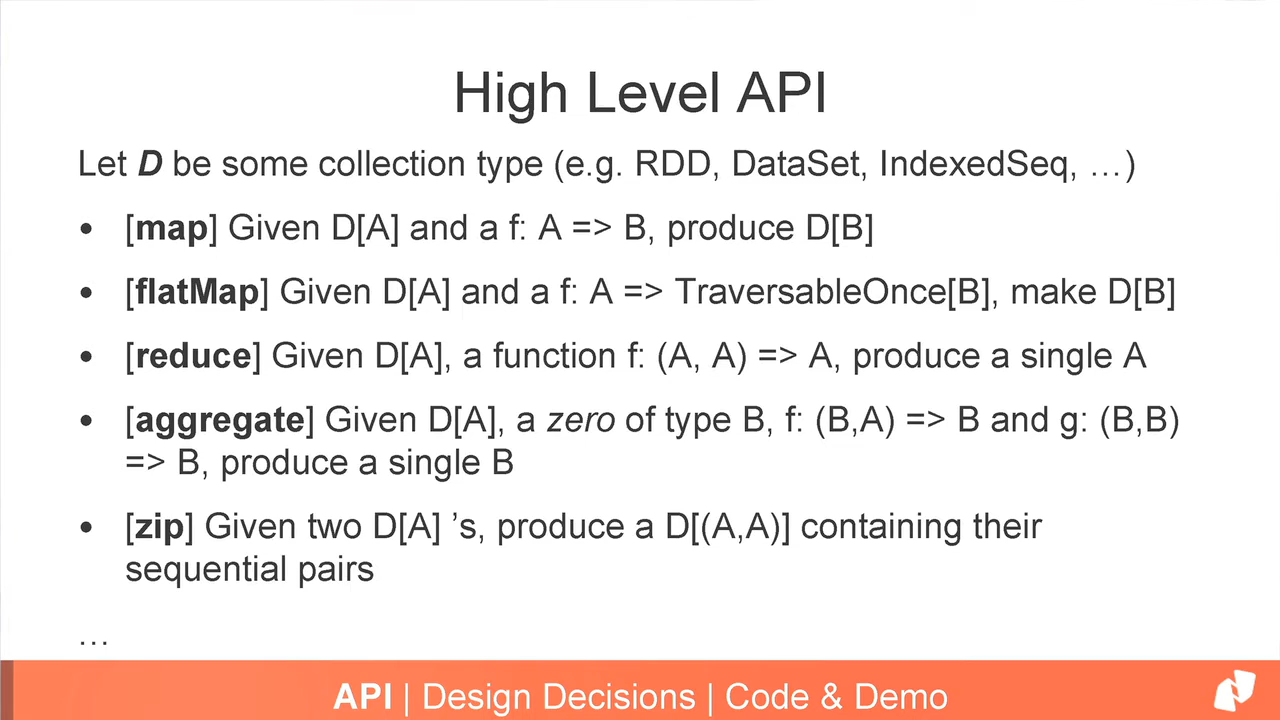 High Level API
Let D be some collection type (e.g. RDD, DataSet, IndexedSeq, …)
• [map] Given D[A] and a f: A => B, produce D[B]
• [flatMap] Given D[A] and a f: A => TraversableOnce[B], make D[B]
• [reduce] Given D[A], a function f: (A, A) => A, produce a single A
• [aggregate] Given D[A], a zero of type B, f: (B,A) => B and g: (B,B)
=> B, produce a single B
• [zip] Given two D[A] ’s, produce a D[(A,A)] containing their
sequential pairs
…
API | Design Decisions | Code & Demo